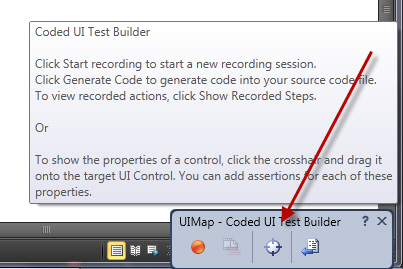 Coded UI Test Builder
Click Start recording to start a new recording session.
Click Generate Code to generate code into your source code file.
To view recorded actions, click Show Recorded Steps.
Or
To show the properties of a control, click the crosshair and drag it
onto the target UI Control. You can add assertions for each of these
properties.
UIMap - Coded UI Test Builder ?